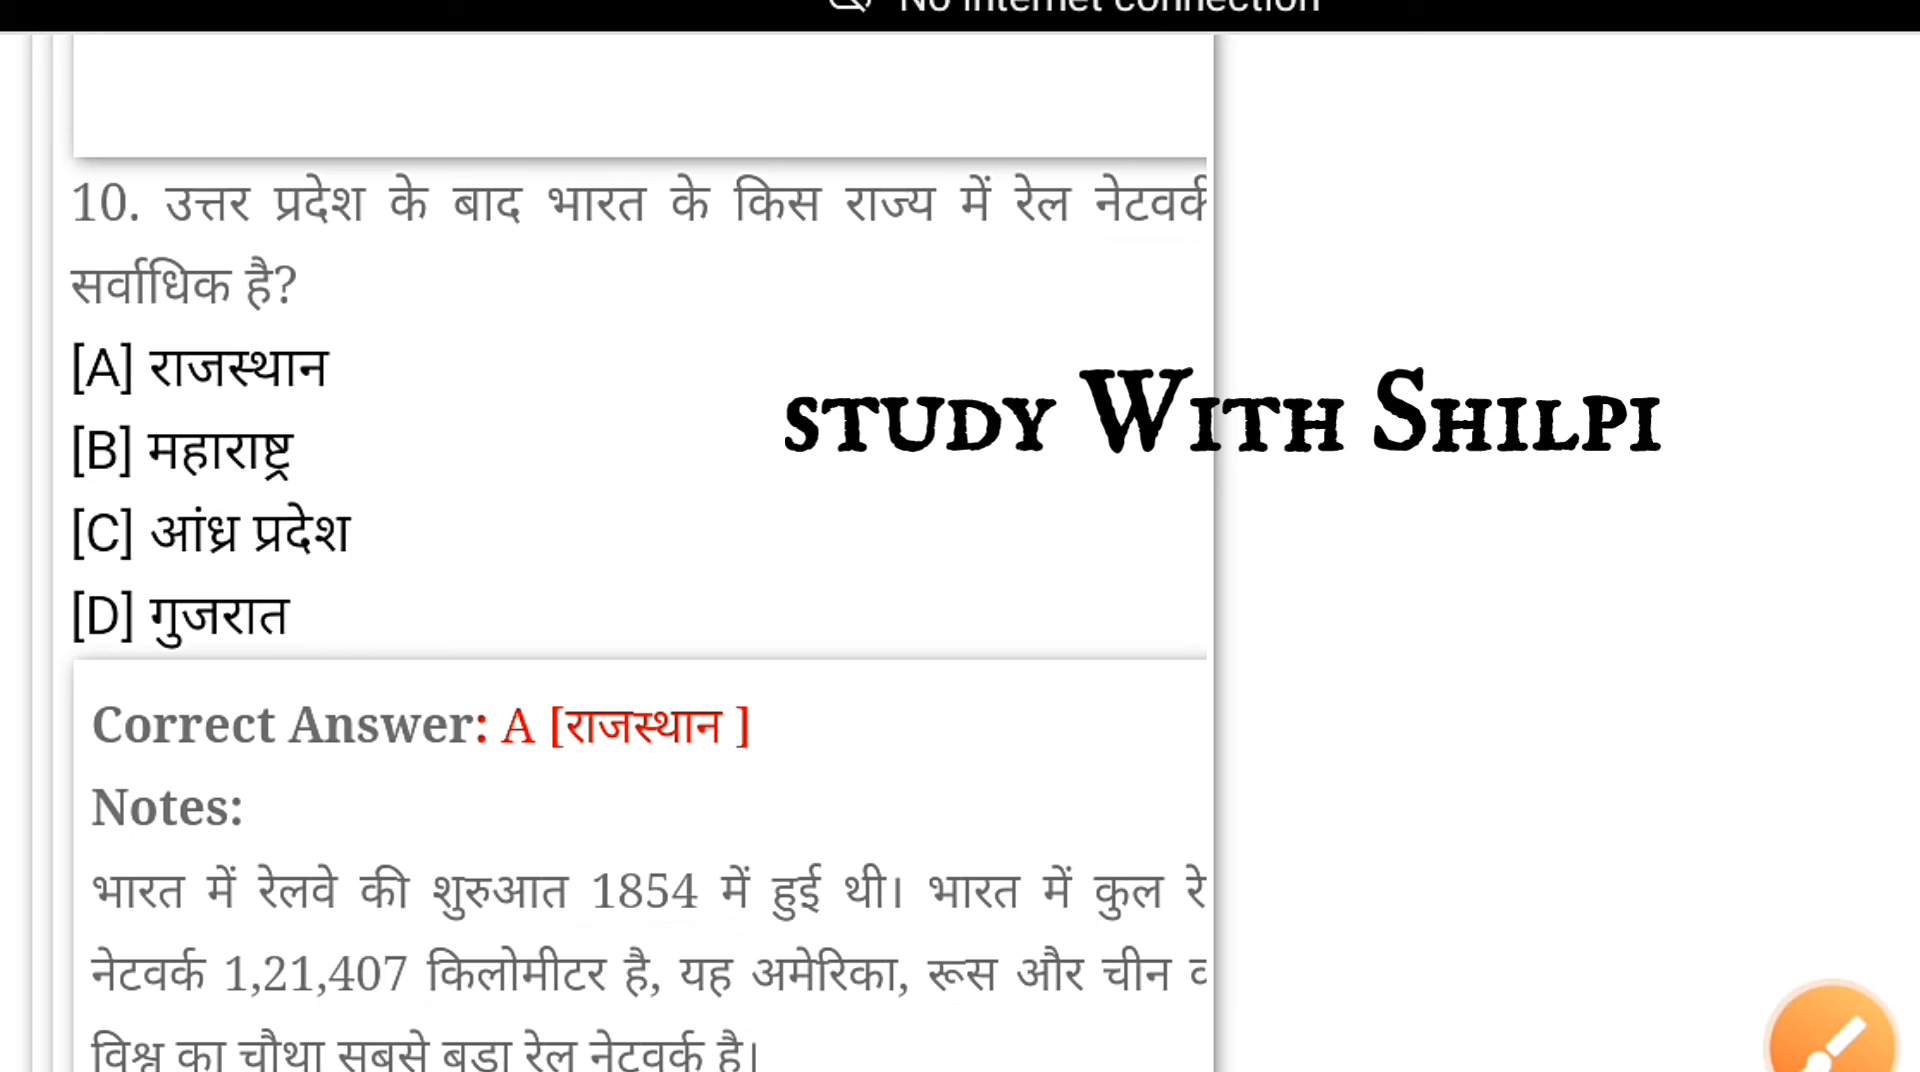 No internet connection
10. उत्तर प्रदेश के बाद भारत के किस राज्य में रेल नेटवर्क
सर्वाधिक है?
[A] राजस्थान
[B] महाराष्ट्र
[C] आंध्र प्रदेश
[D] गुजरात
study With Shilpi
Correct Answer: A [राजस्थान ]
Notes:
भारत में रेलवे की शुरुआत 1854 में हुई थी। भारत में कुल रे
नेटवर्क 1,21,407 किलोमीटर है, यह अमेरिका, रूस और चीन
विश्व का चौथा सबसे बड़ा रेल नेटवर्क है।